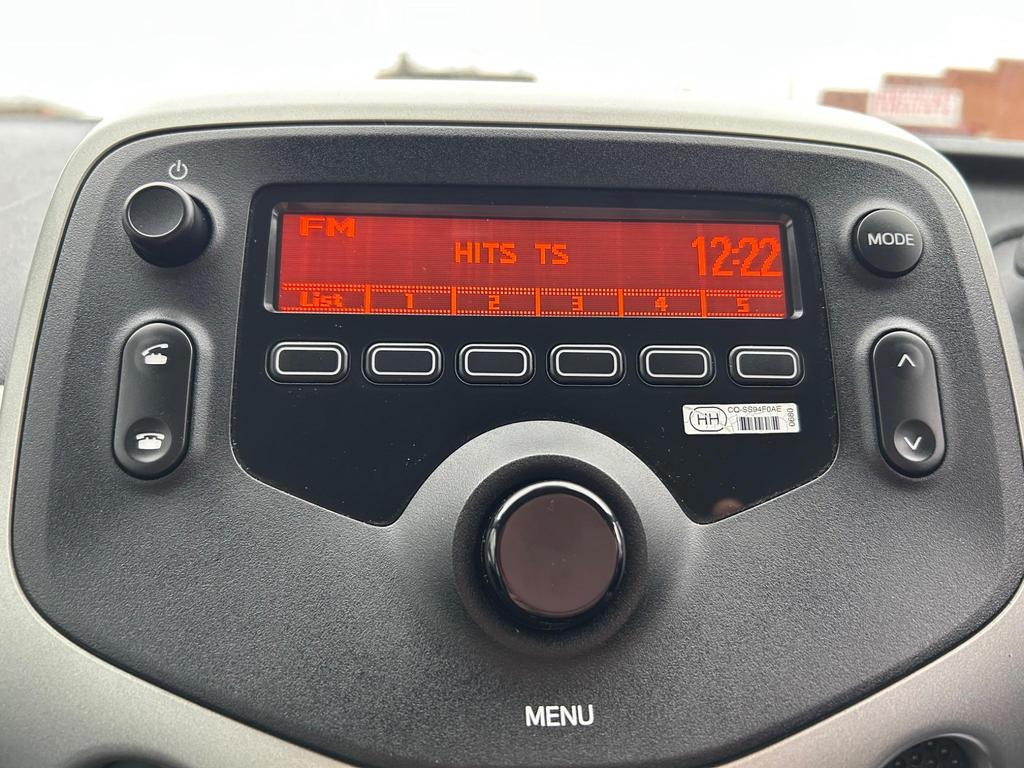 FM
HITS TS
12:22
List 1 2 3 4 5
MODE
HH CQ-SS94F0AE
0680
MENU